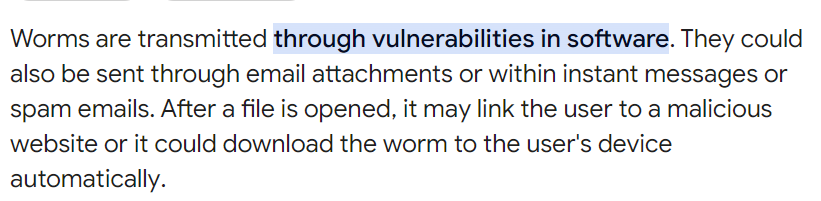 Worms are transmitted through vulnerabilities in software. They could
also be sent through email attachments or within instant messages or
spam emails. After a file is opened, it may link the user to a malicious
website or it could download the worm to the user's device
automatically.